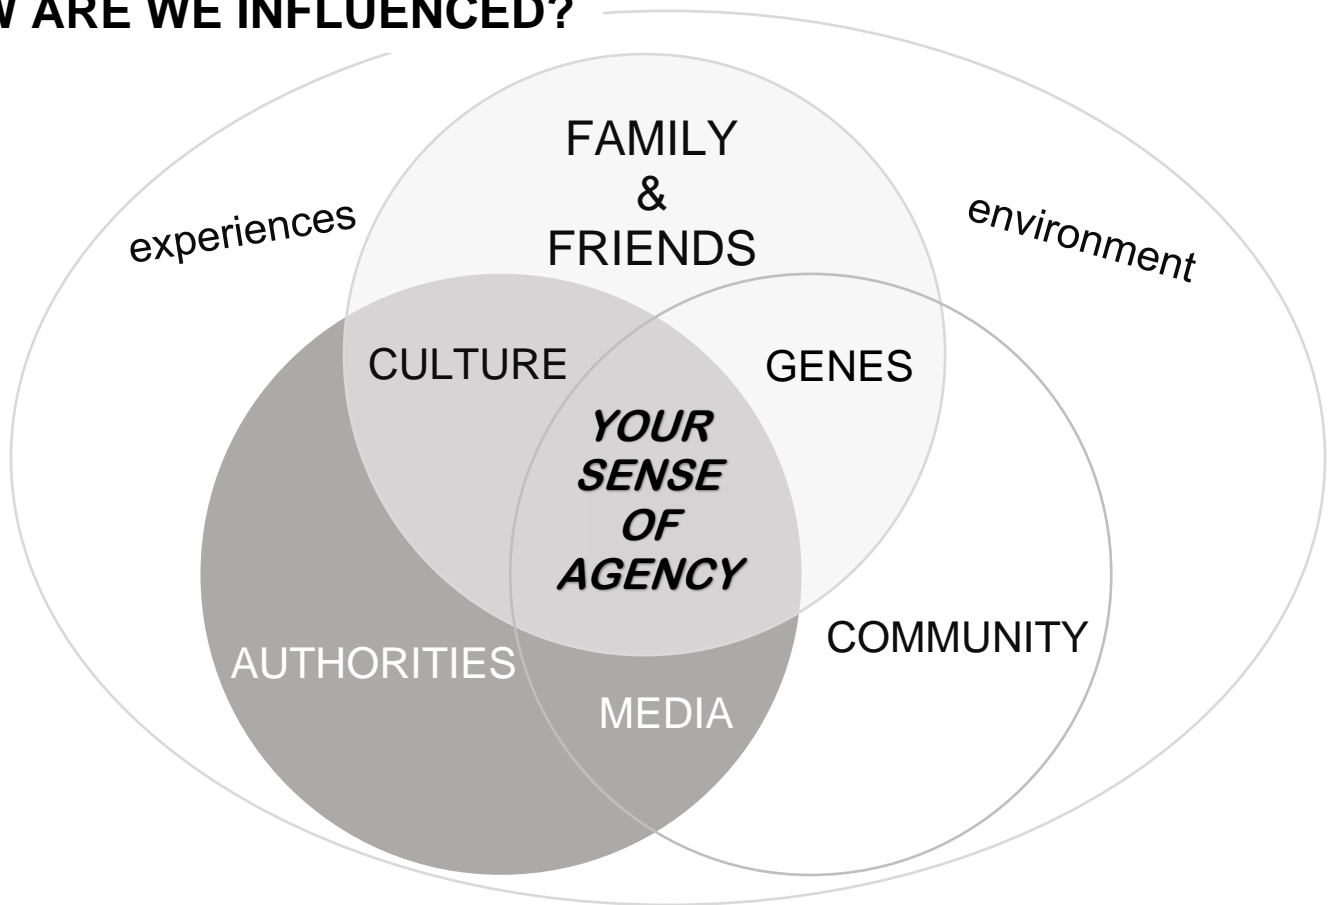 W ARE WE INFLUENCED?
FAMILY
&
FRIENDS
experiences
environment
CULTURE
GENES
YOUR
SENSE
OF
AGENCY
COMMUNITY
AUTHORITIES
MEDIA